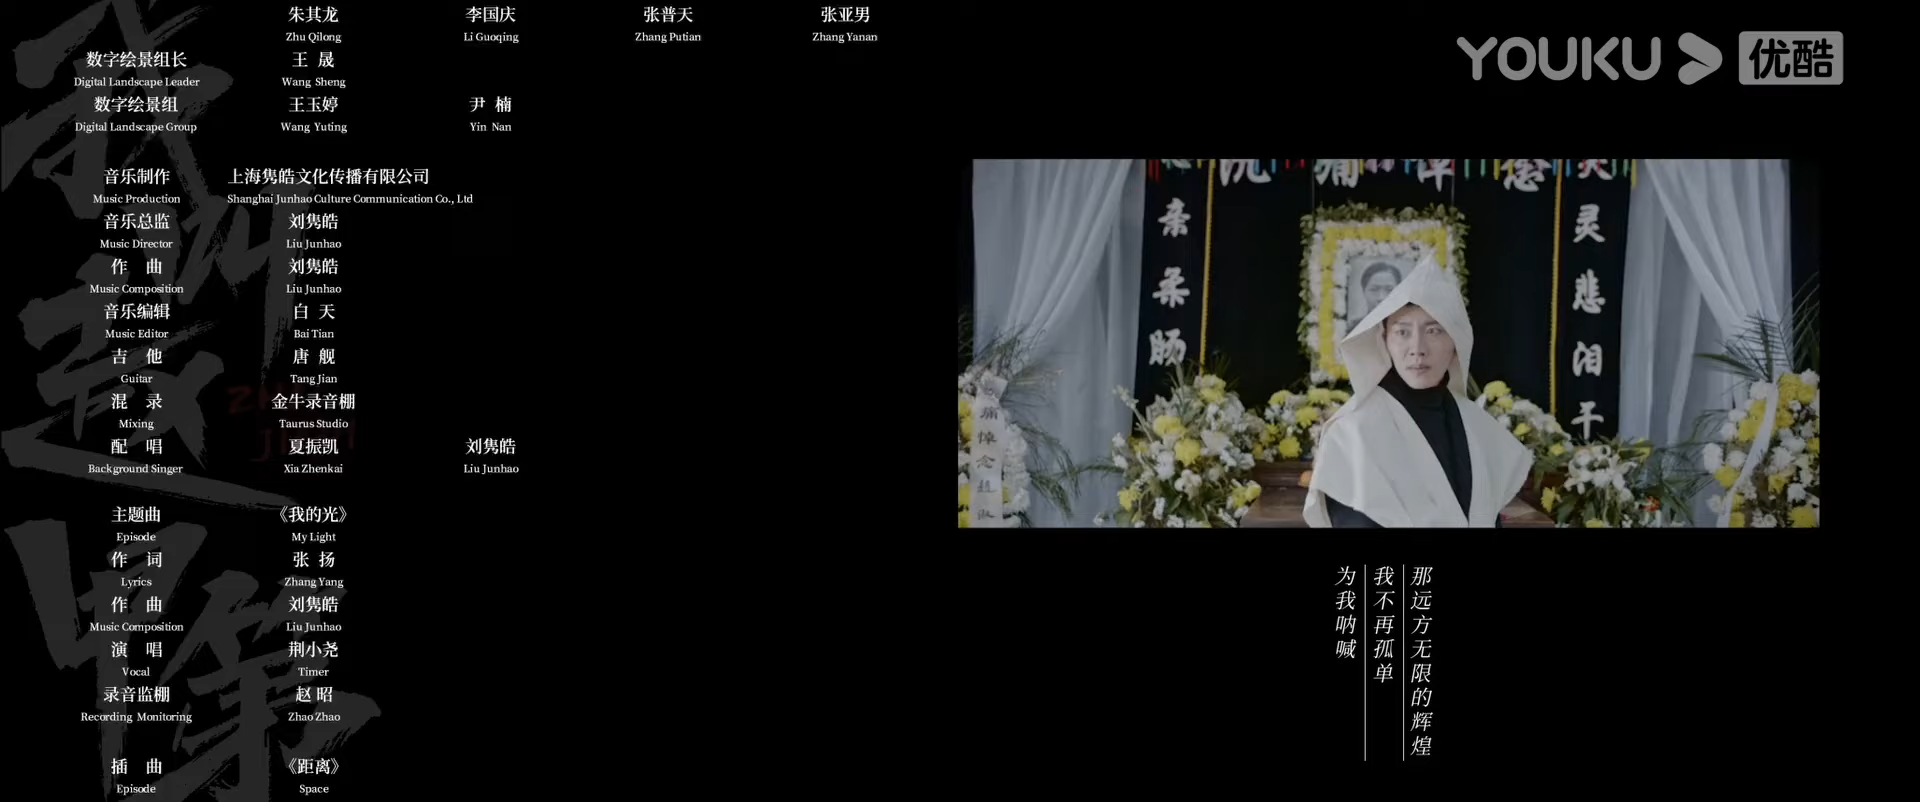 朱其龙 李国庆 张普天 张亚男
Zhu Qilong Li Guoqing Zhang Putian Zhang Yanan
数字绘景组长 王 晟
Digital Landscape Leader Wang Sheng
数字绘景组 王玉婷 尹 楠
Digital Landscape Group Wang Yuting Yin Nan
音乐制作 上海隽皓文化传播有限公司
Music Production Shanghai Junhao Culture Communication Co., Ltd
音乐总监 刘隽皓
Music Director Liu Junhao
作 曲 刘隽皓
Music Composition Liu Junhao
音乐编辑 白 天
Music Editor Bai Tian
吉 他 唐 舰
Guitar Tang Jian
混 录 金牛录音棚
Mixing Taurus Studio
配 唱 夏振凯 刘隽皓
Background Singer Xia Zhenkai Liu Junhao
主题曲 《我的光》
Episode My Light
作 词 张 扬
Lyrics Zhang Yang
作 曲 刘隽皓
Music Composition Liu Junhao
演 唱 荆小尧
Vocal Timer
录音监棚 赵 昭
Recording Monitoring Zhao Zhao
插 曲 《距离》
Episode Space
YOUKU 优酷
亲柔肠
灵悲泪干
那远方无限的辉煌
我不再孤单
为我呐喊